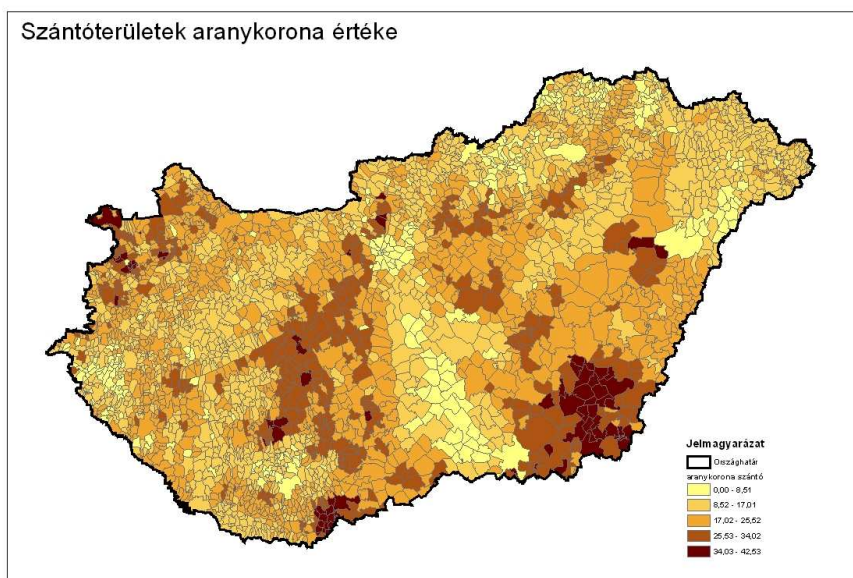 Szántóterületek aranykorona értéke
Jelmagyarázat
Országhatár
aranykorona szántó
0,00 - 8,51
8,52 - 17,01
17,02 - 25,52
25,53 - 34,02
34,03 - 42,53